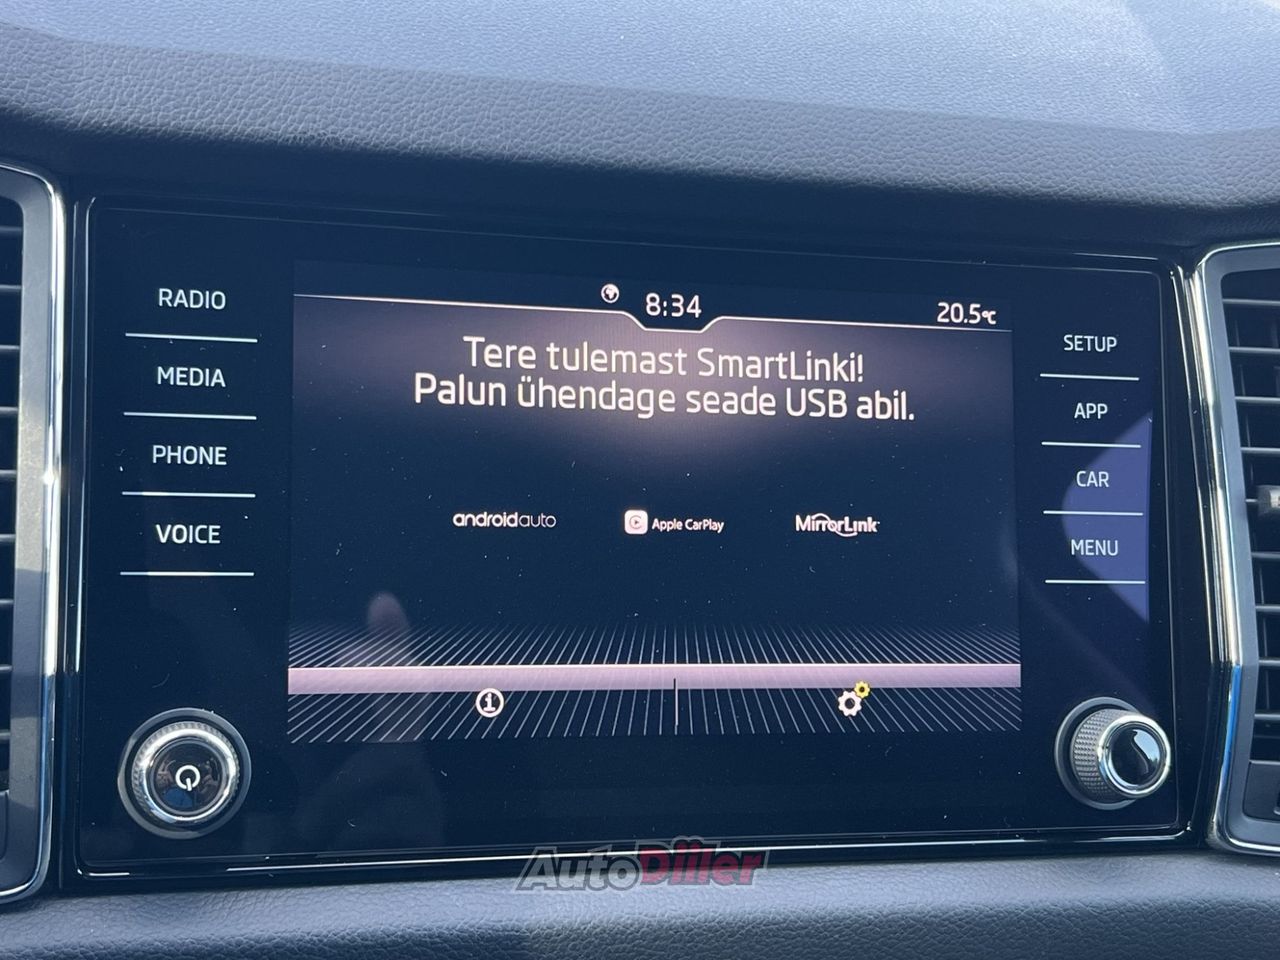 RADIO
MEDIA
PHONE
VOICE
8:34
20.5°C
Tere tulemast SmartLinki!
Palun ühendage seade USB abil.
androidauto
Apple CarPlay
MirrorLink
SETUP
APP
CAR
MENU
AutoDiiler